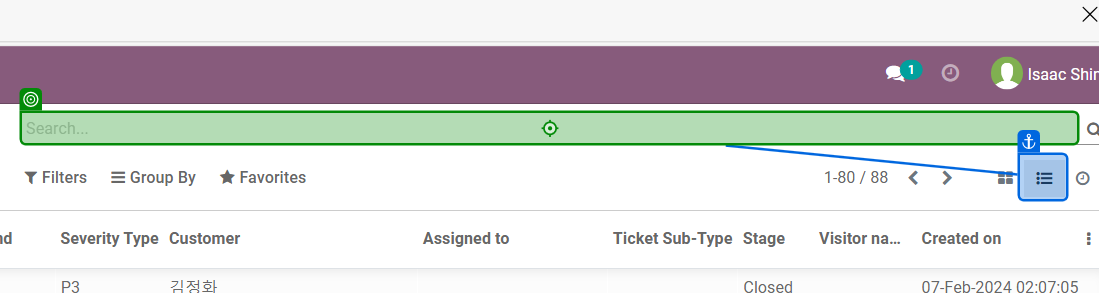 1
Isaac Shin
Search...
Filters Group By Favorites
1-80 / 88
nd Severity Type Customer Assigned to Ticket Sub-Type Stage Visitor na... Created on
P3 김정화 Closed 07-Feb-2024 02:07:05